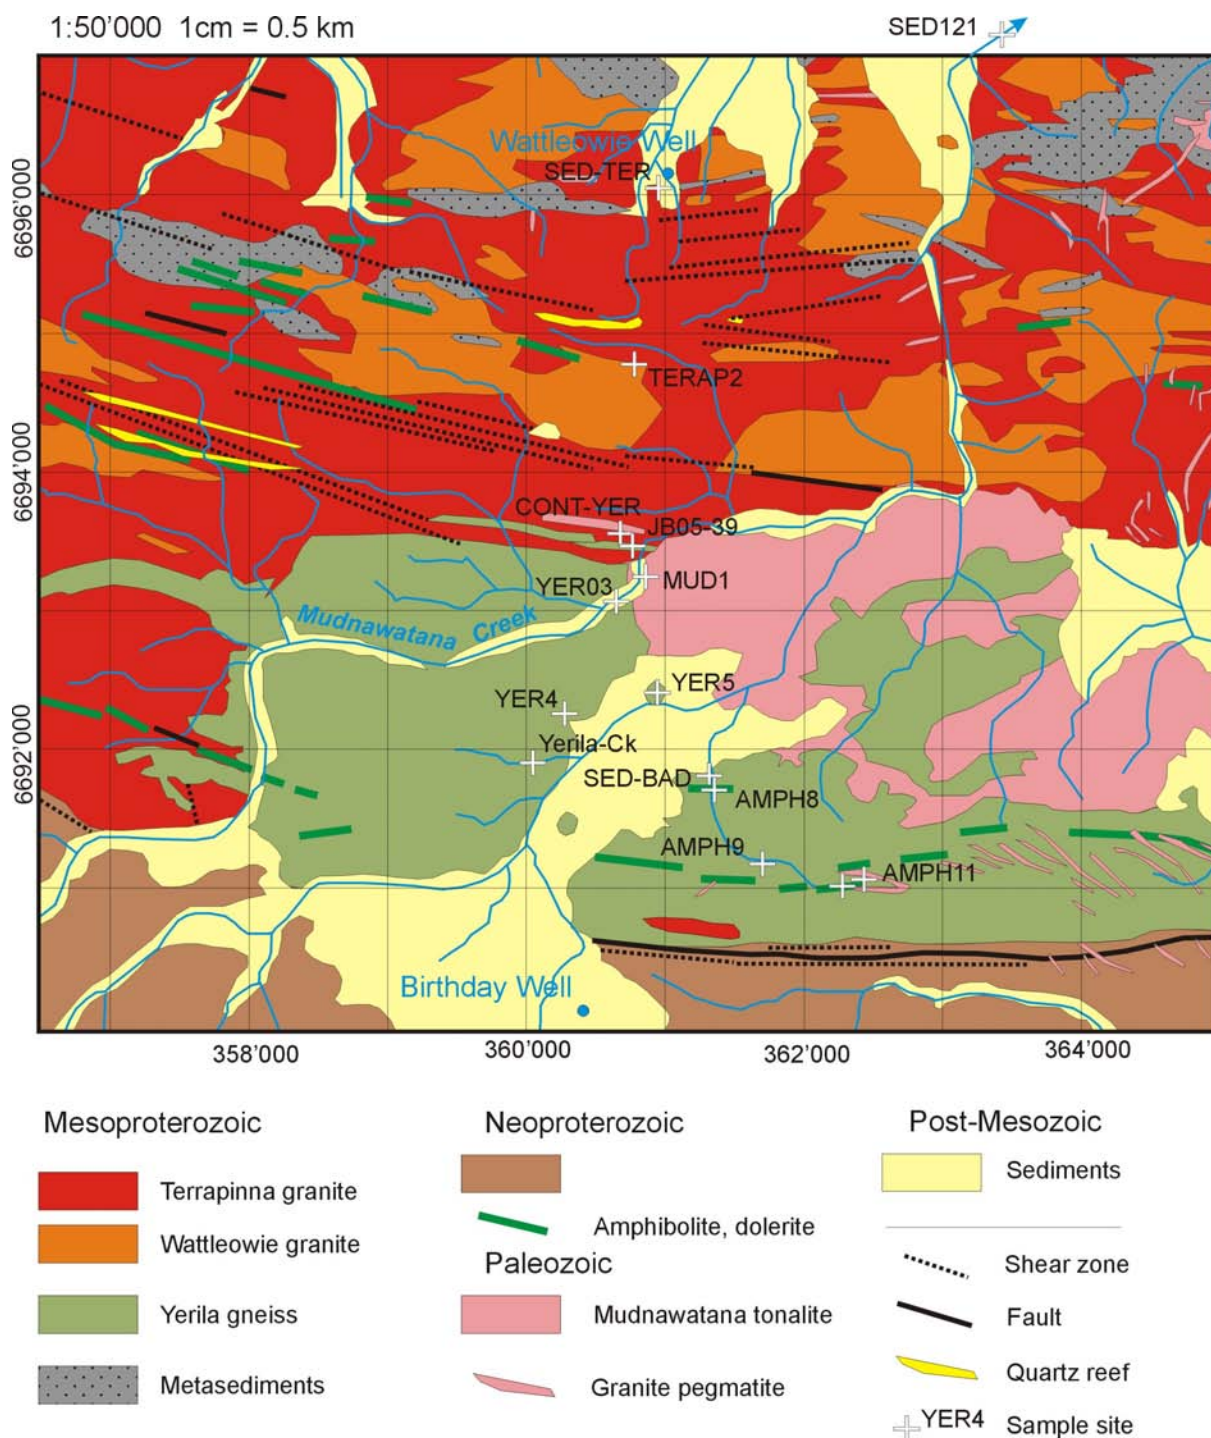 1:50’000 1cm = 0.5 km
SED121
Wattleowie Well
SED-TER
6696’000
TERAP2
6694’000
CONT-YER
JB05-39
YER03
MUD1
Mudnawatana Creek
YER5
YER4
Yerila-Ck
6692’000
SED-BAD
AMPH8
AMPH9
AMPH11
Birthday Well
358’000
360’000
362’000
364’000
Mesoproterozoic
Terrapinna granite
Wattleowie granite
Yerila gneiss
Metasediments
Neoproterozoic
Amphibolite, dolerite
Paleozoic
Mudnawatana tonalite
Granite pegmatite
Post-Mesozoic
Sediments
Shear zone
Fault
Quartz reef
YER4 Sample site